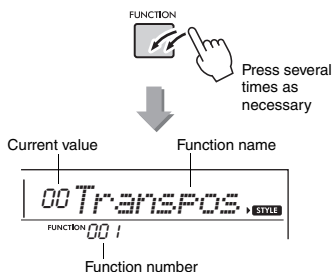 FUNCTION
Press several
times as
necessary
Current value
Function name
00 Transpos
STYLE
FUNCTION 001
Function number